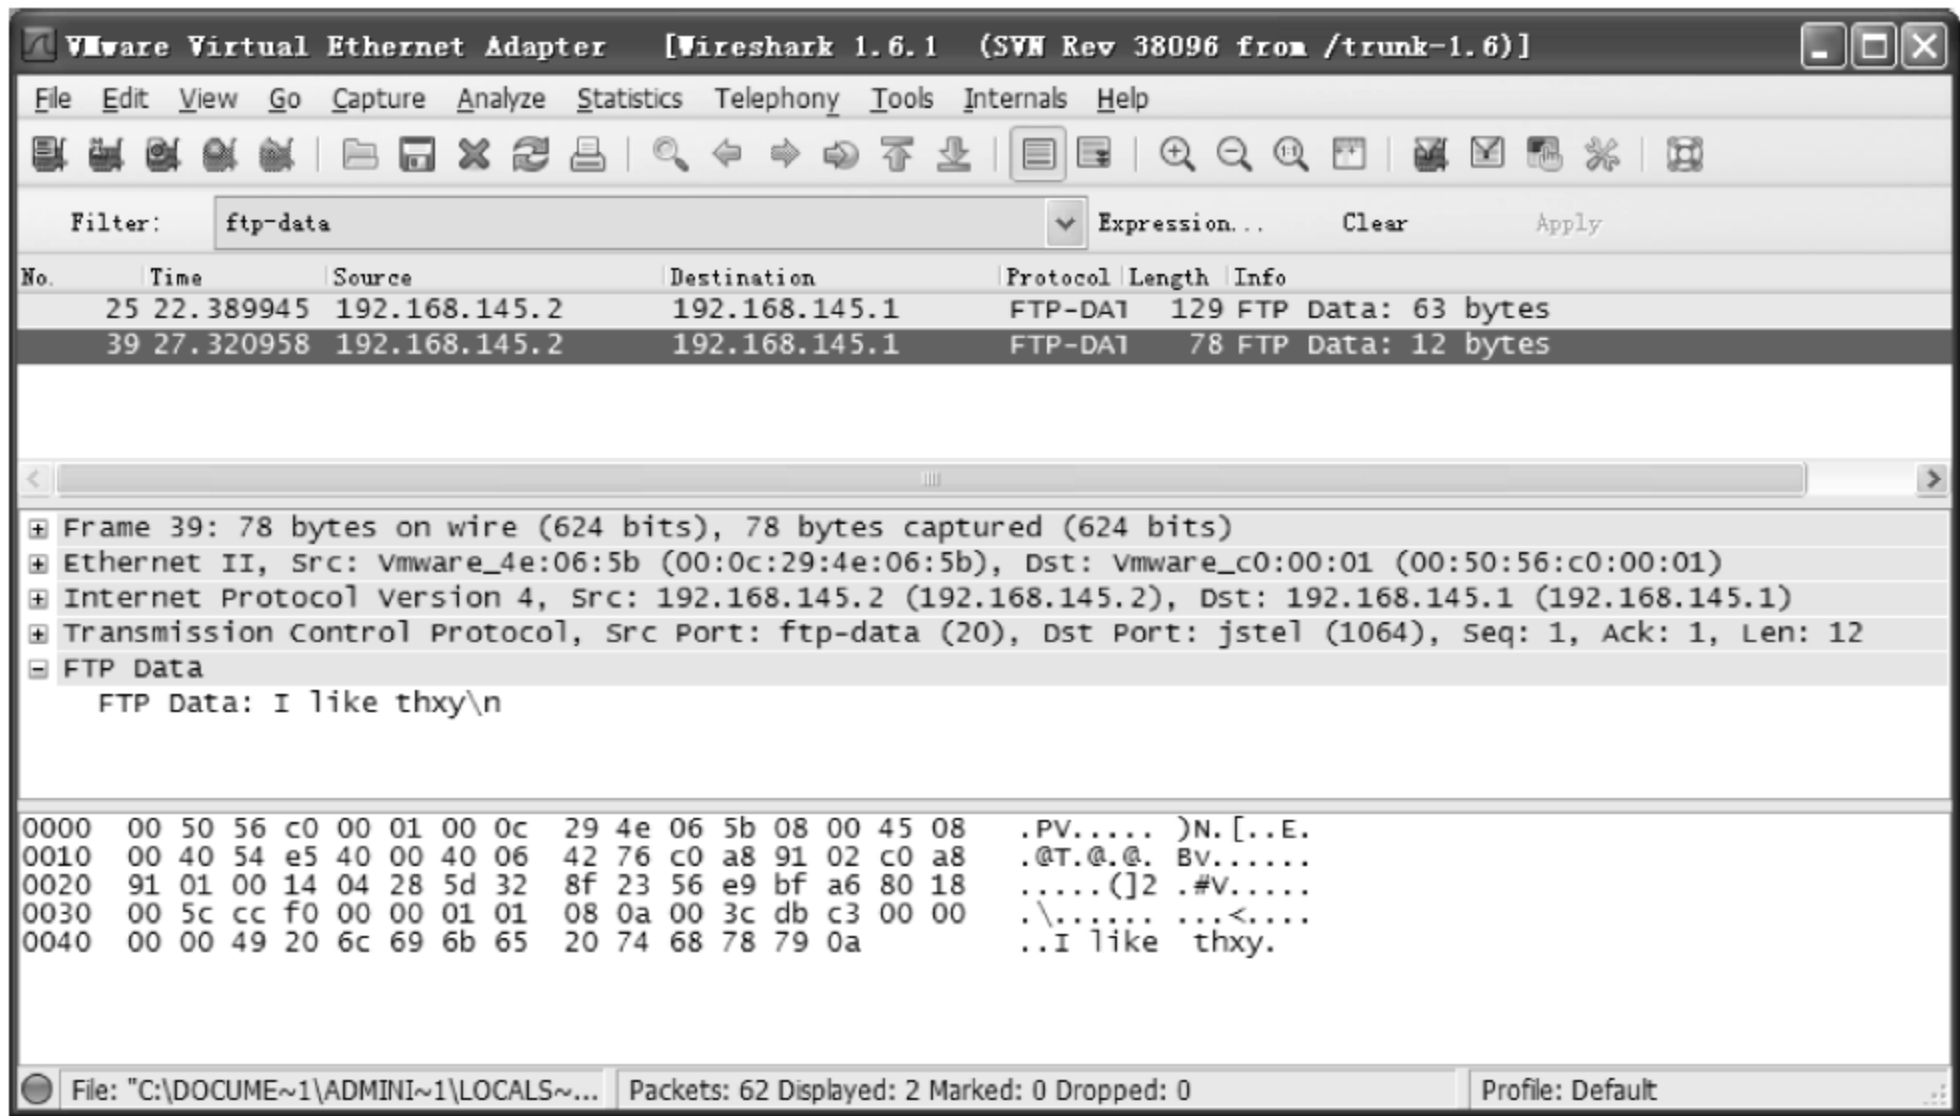 VMware Virtual Ethernet Adapter [Wireshark 1.6.1 (SVN Rev 38096 from /trunk-1.6)]
File Edit View Go Capture Analyze Statistics Telephony Tools Internals Help
Filter: ftp-data Expression... Clear Apply
No. Time Source Destination Protocol Length Info
25 22.389945 192.168.145.2 192.168.145.1 FTP-DAT 129 FTP Data: 63 bytes
39 27.320958 192.168.145.2 192.168.145.1 FTP-DAT 78 FTP Data: 12 bytes
Frame 39: 78 bytes on wire (624 bits), 78 bytes captured (624 bits)
Ethernet II, Src: Vmware_4e:06:5b (00:0c:29:4e:06:5b), Dst: Vmware_c0:00:01 (00:50:56:c0:00:01)
Internet Protocol Version 4, Src: 192.168.145.2 (192.168.145.2), Dst: 192.168.145.1 (192.168.145.1)
Transmission Control Protocol, Src Port: ftp-data (20), Dst Port: jstel (1064), Seq: 1, Ack: 1, Len: 12
FTP Data
FTP Data: I like thxy\n
0000 00 50 56 c0 00 01 00 0c 29 4e 06 5b 08 00 45 08 .PV..... )N.[..E.
0010 00 40 54 e5 40 00 40 06 42 76 c0 a8 91 02 c0 a8 .@T.@.@. Bv......
0020 91 01 00 14 04 28 5d 32 8f 23 56 e9 bf a6 80 18 .....(]2 .#V.....
0030 00 5c cc f0 00 00 01 01 08 0a 00 3c db c3 00 00 .\...... ...<....
0040 00 00 49 20 6c 69 6b 65 20 74 68 78 79 0a ..I like thxy.
File: "C:\DOCUME~1\ADMINI~1\LOCALS~... Packets: 62 Displayed: 2 Marked: 0 Dropped: 0 Profile: Default